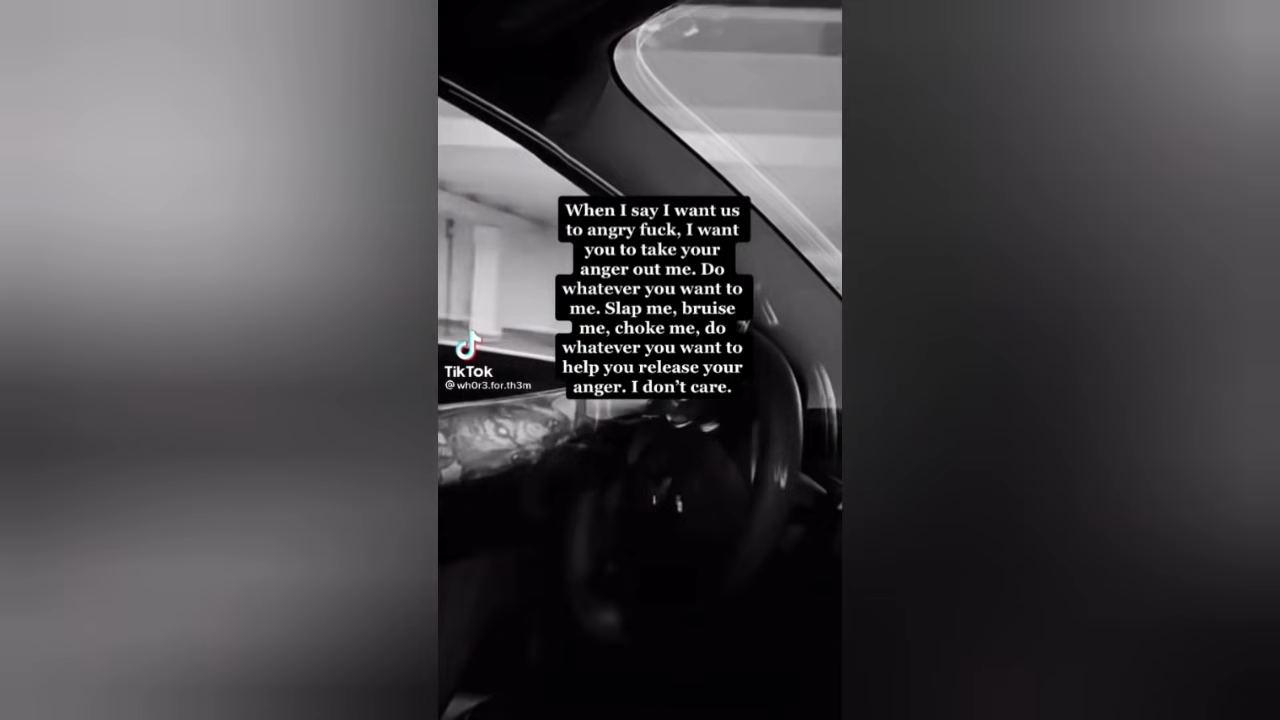 When I say I want us
to angry fuck, I want
you to take your
anger out me. Do
whatever you want to
me. Slap me, bruise
me, choke me, do
whatever you want to
help you release your
anger. I don’t care.
TikTok
@ wh0r3.for.th3m